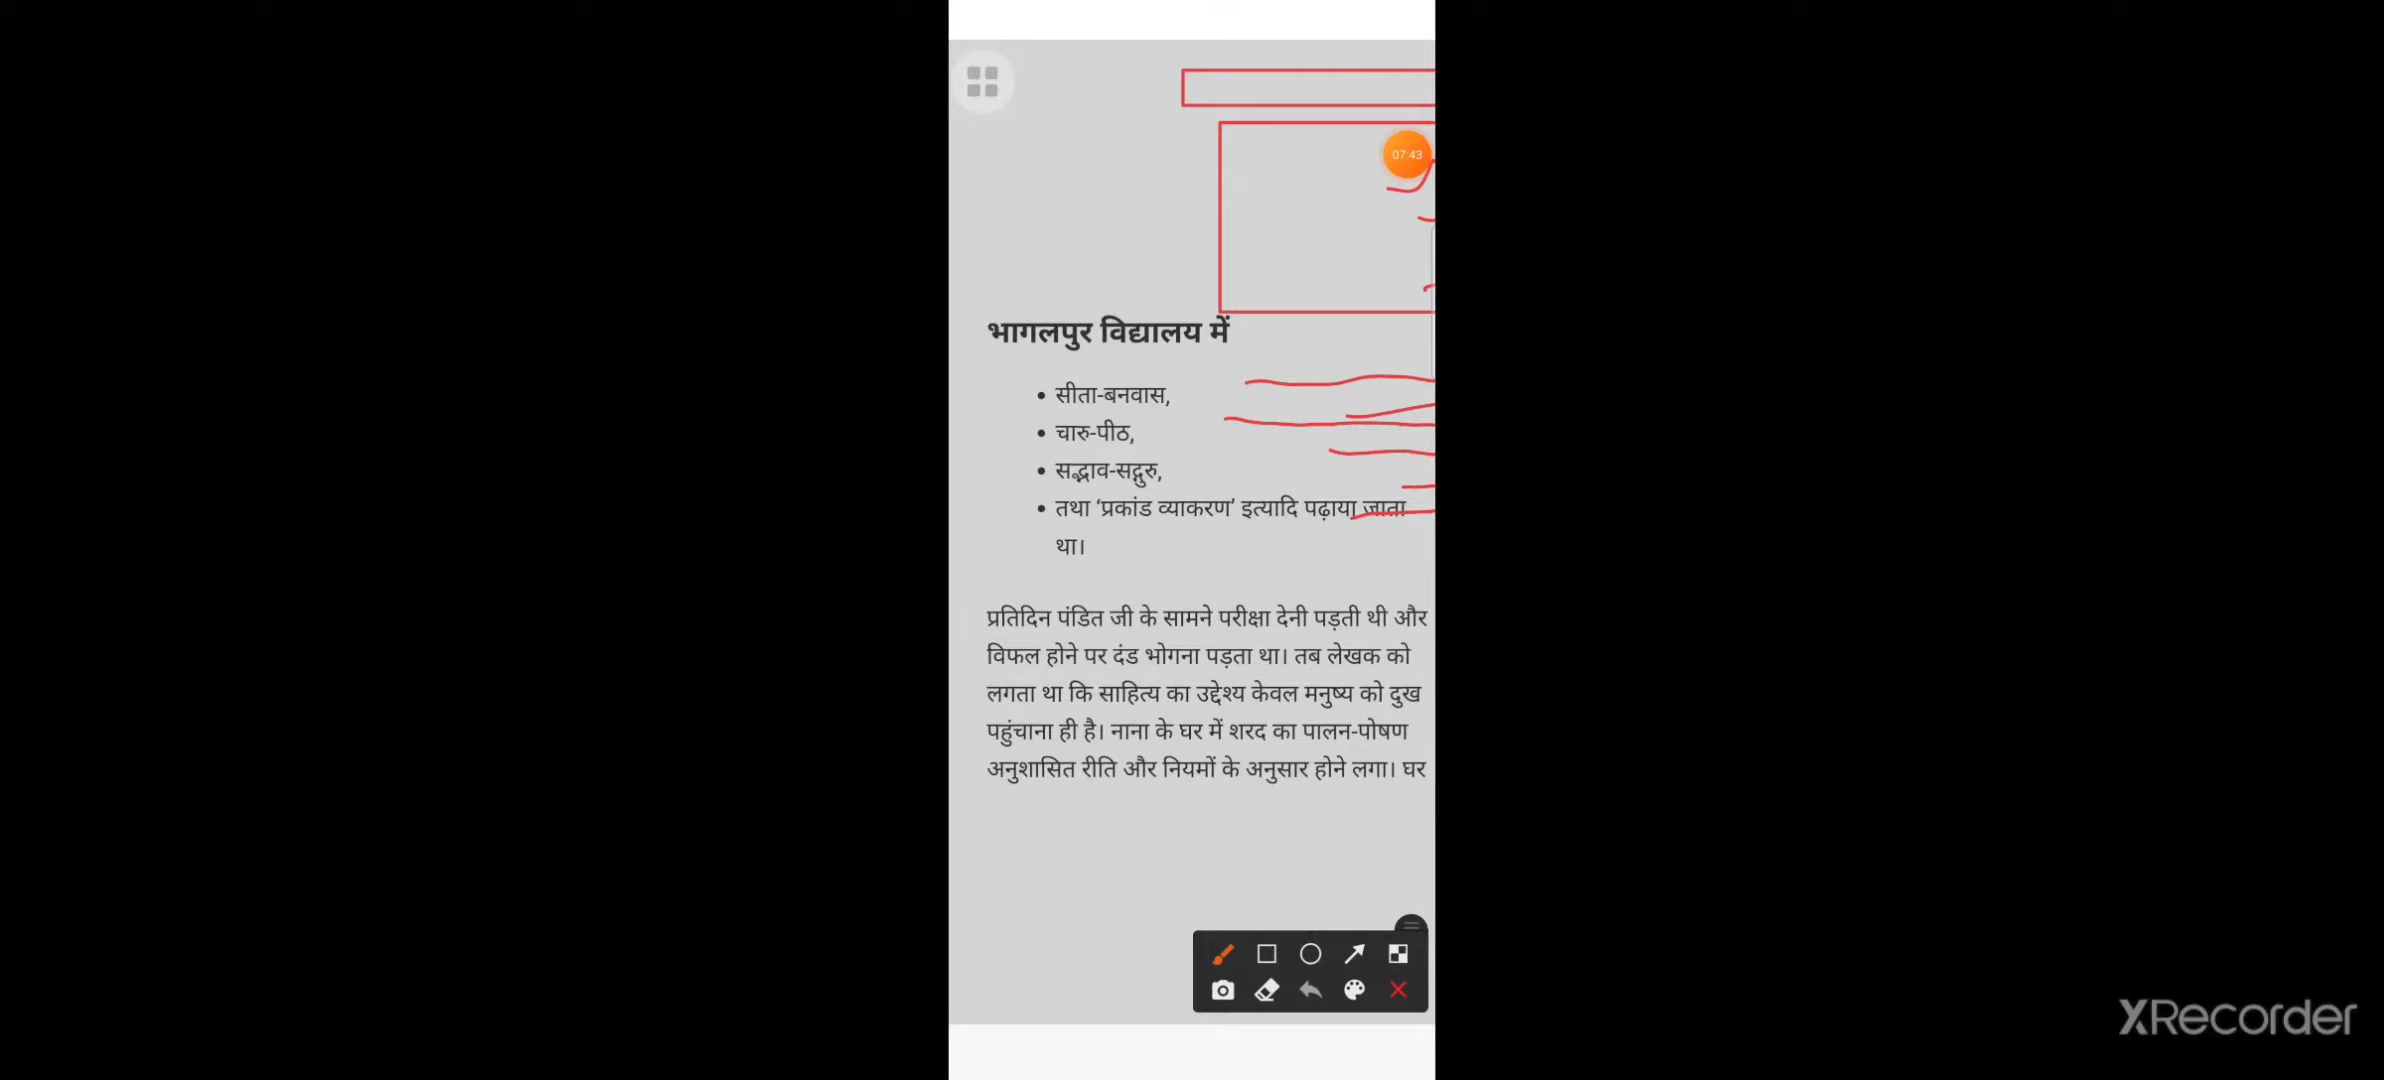 07:43
भागलपुर विद्यालय में
• सीता-बनवास,
• चारु-पीठ,
• सद्भाव-सद्गुरु,
• तथा ‘प्रकांड व्याकरण’ इत्यादि पढ़ाया जाता
था।
प्रतिदिन पंडित जी के सामने परीक्षा देनी पड़ती थी और
विफल होने पर दंड भोगना पड़ता था। तब लेखक को
लगता था कि साहित्य का उद्देश्य केवल मनुष्य को दुख
पहुंचाना ही है। नाना के घर में शरद का पालन-पोषण
अनुशासित रीति और नियमों के अनुसार होने लगा। घर
XRecorder